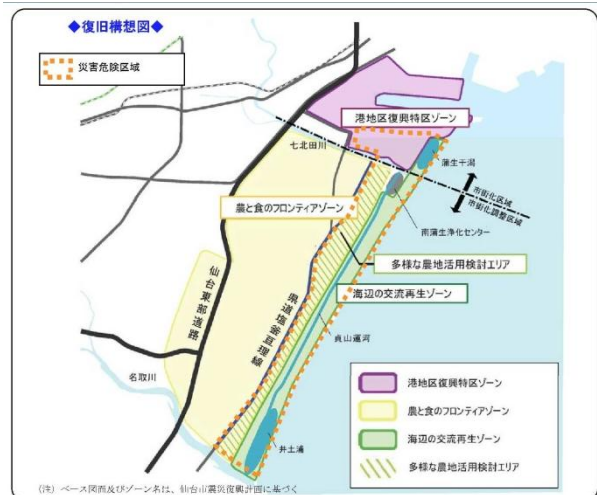 ◆復旧構想図◆
災害危険区域
港地区復興特区ゾーン
七北田川
蒲生干潟
市街化区域
市街化調整区域
農と食のフロンティアゾーン
南蒲生浄化センター
多様な農地活用検討エリア
仙台東部道路
海辺の交流再生ゾーン
県道塩釜亘理線
貞山運河
名取川
港地区復興特区ゾーン
農と食のフロンティアゾーン
海辺の交流再生ゾーン
井土浦
多様な農地活用検討エリア
(注) ベース図面及びゾーン名は、仙台市震災復興計画に基づく